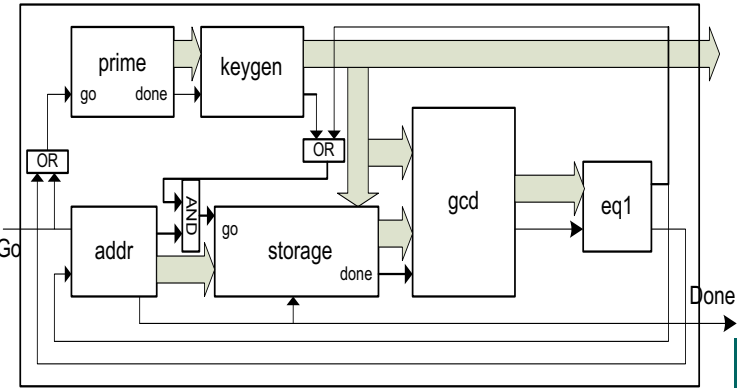 prime
keygen
go
done
OR
OR
AND
Go
addr
go
storage
done
gcd
eq1
Done